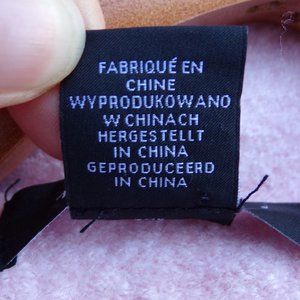 FABRIQUÉ EN
CHINE
WYPRODUKOWANO
W CHINACH
HERGESTELLT
IN CHINA
GEPRODUCEERD
IN CHINA